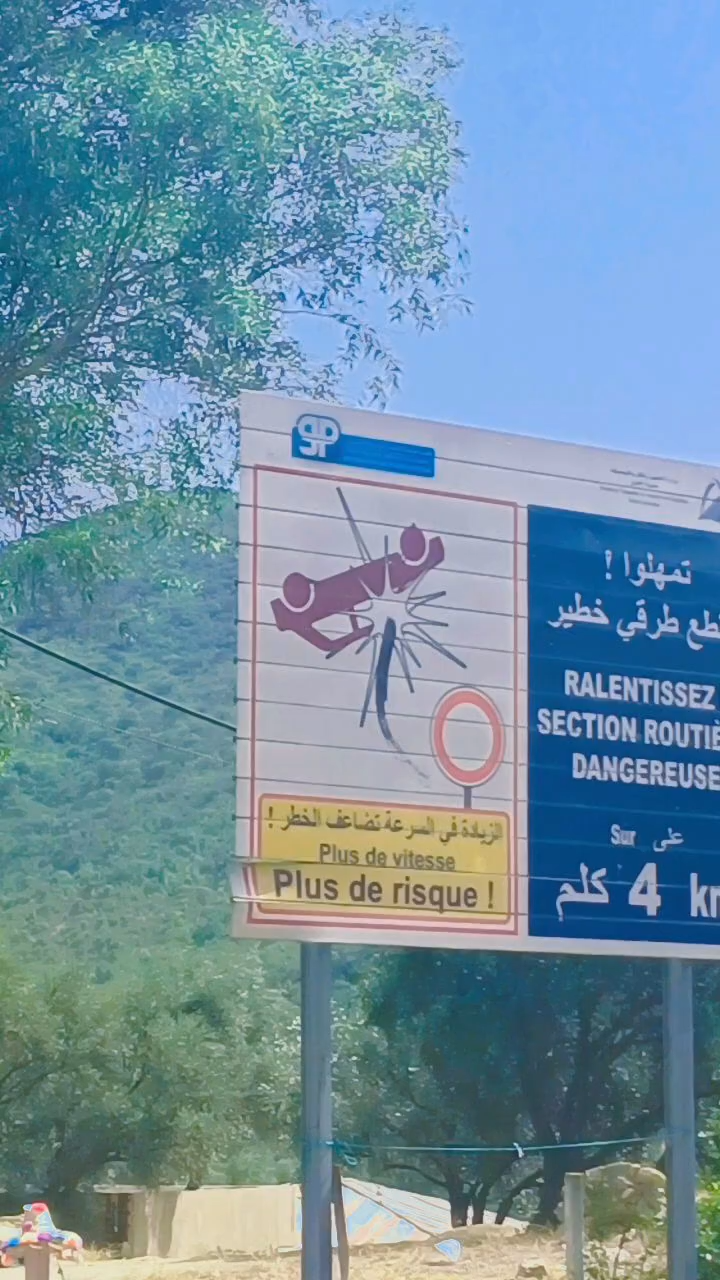 الزيادة في السرعة تضاعف الخطر !
Plus de vitesse
Plus de risque !
تمهلوا !
طرقي خطير
RALENTISSEZ
SECTION ROUTIÈ
DANGEREUSE
Sur على
4 كلم km